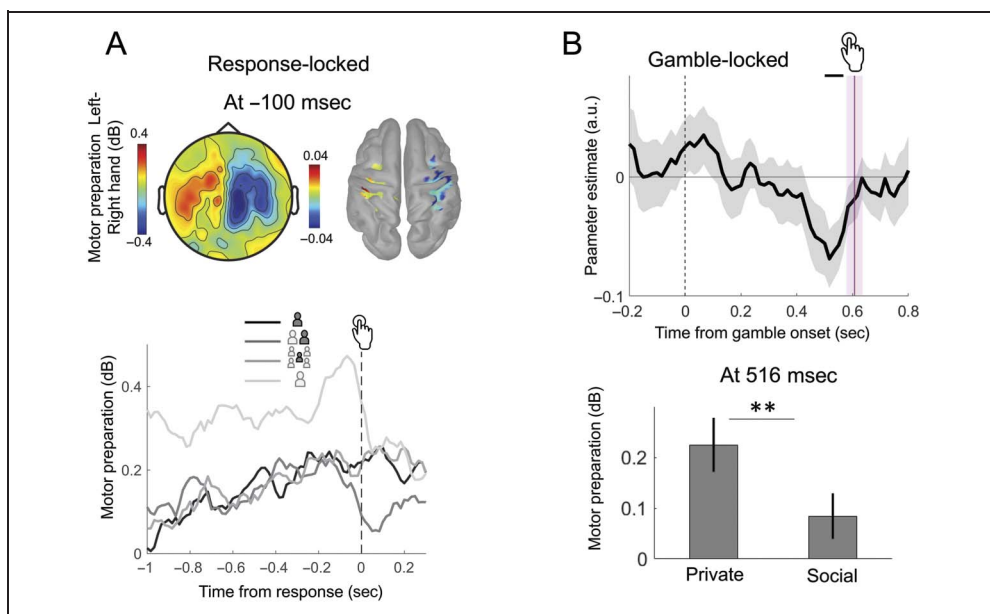 A
Response-locked
At –100 msec
Motor preparation Left-
Right hand (dB)
0.4
–0.4
0.04
–0.04
Motor preparation (dB)
0.4
0.2
0
–1
–0.8
–0.6
–0.4
–0.2
0
0.2
Time from response (sec)
B
Gamble-locked
Paameter estimate (a.u.)
0
–0.1
–0.2
0
0.2
0.4
0.6
0.8
Time from gamble onset (sec)
At 516 msec
**
Motor preparation (dB)
0.2
0.1
0
Private
Social